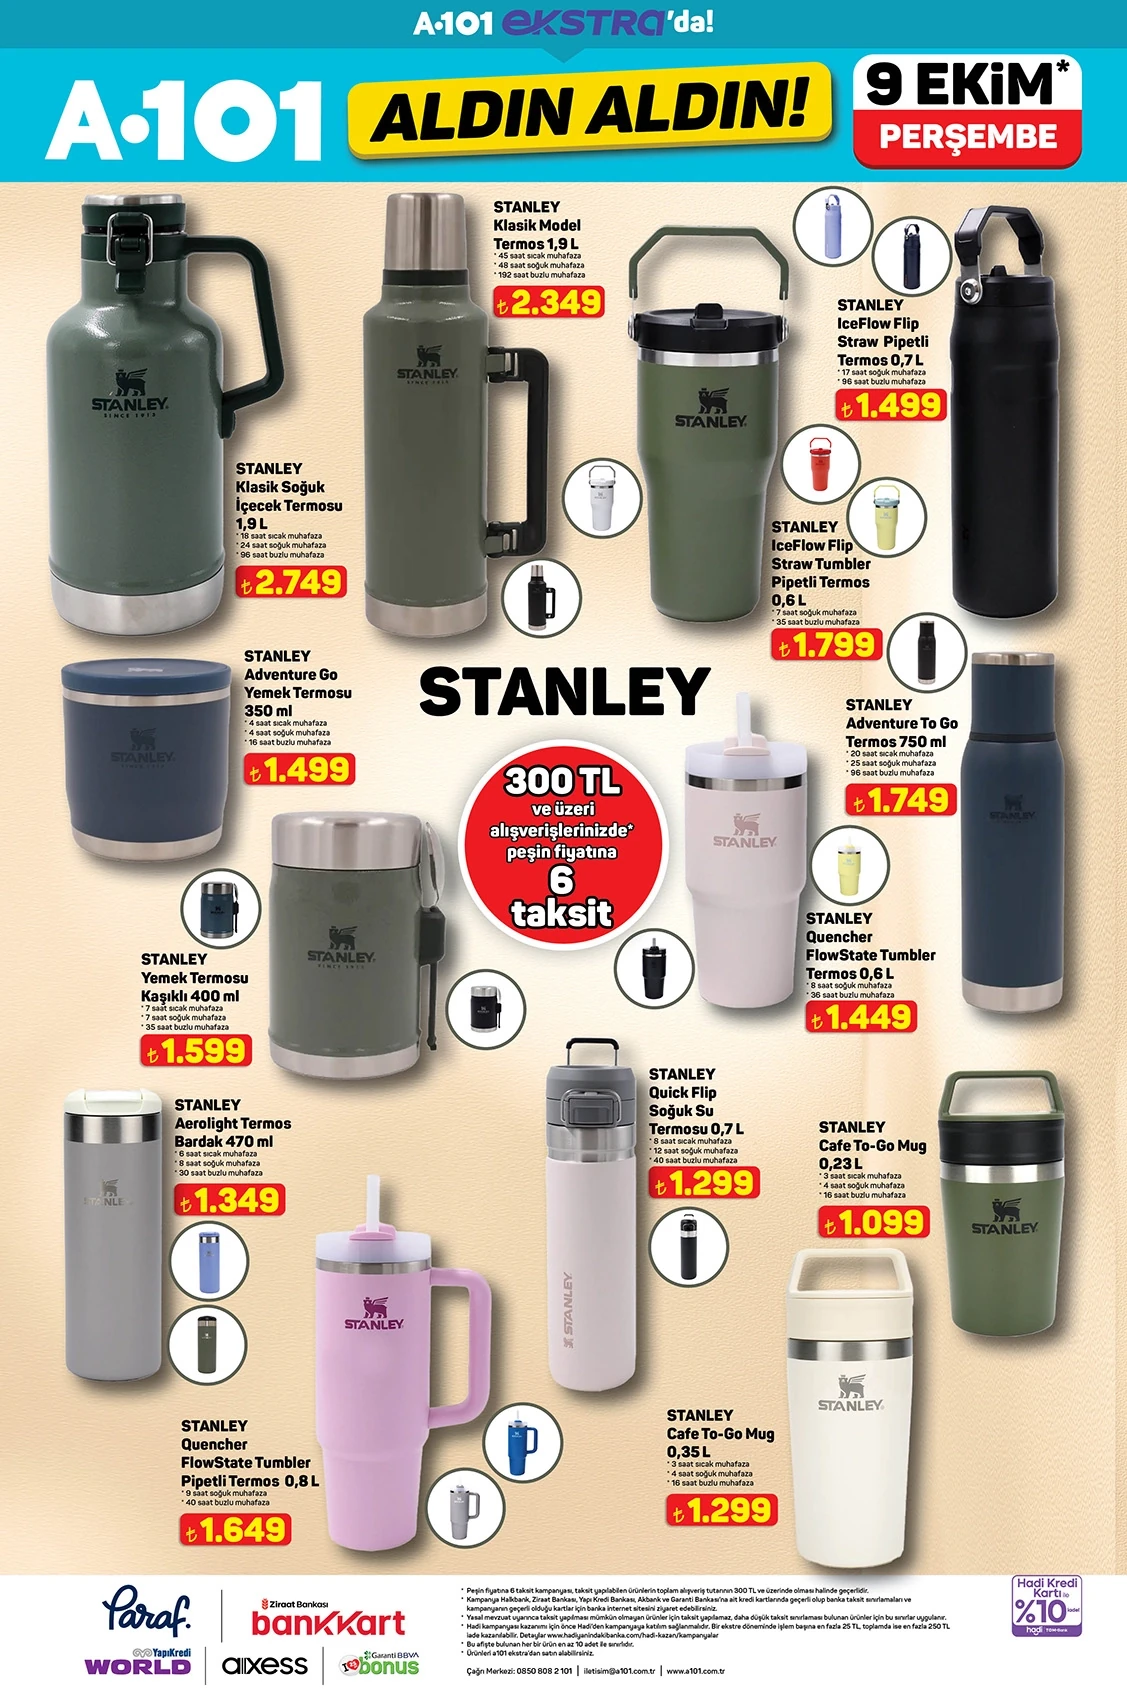 A·101 EKSTRA'da!
A·101
ALDIN ALDIN!
9 EKİM*
PERŞEMBE
STANLEY
Klasik Model
Termos 1,9 L
* 45 saat sıcak muhafaza
* 48 saat soğuk muhafaza
* 192 saat buzlu muhafaza
₺2.349
STANLEY
IceFlow Flip
Straw Pipetli
Termos 0,7 L
* 17 saat soğuk muhafaza
* 96 saat buzlu muhafaza
₺1.499
STANLEY
SINCE 1913
STANLEY
SINCE 1913
STANLEY
STANLEY
Klasik Soğuk
İçecek Termosu
1,9 L
* 18 saat sıcak muhafaza
* 24 saat soğuk muhafaza
* 96 saat buzlu muhafaza
₺2.749
STANLEY
IceFlow Flip
Straw Tumbler
Pipetli Termos
0,6 L
* 7 saat soğuk muhafaza
* 35 saat buzlu muhafaza
₺1.799
STANLEY
Adventure Go
Yemek Termosu
350 ml
* 4 saat sıcak muhafaza
* 4 saat soğuk muhafaza
* 16 saat buzlu muhafaza
₺1.499
STANLEY
STANLEY
300 TL
ve üzeri
alışverişlerinizde*
peşin fiyatına
6
taksit
STANLEY
STANLEY
Adventure To Go
Termos 750 ml
* 20 saat sıcak muhafaza
* 25 saat soğuk muhafaza
* 96 saat buzlu muhafaza
₺1.749
STANLEY
STANLEY
Quencher
FlowState Tumbler
Termos 0,6 L
* 8 saat soğuk muhafaza
* 36 saat buzlu muhafaza
₺1.449
STANLEY
Yemek Termosu
Kaşıklı 400 ml
* 7 saat sıcak muhafaza
* 7 saat soğuk muhafaza
* 35 saat buzlu muhafaza
₺1.599
STANLEY
SINCE 1913
STANLEY
Aerolight Termos
Bardak 470 ml
* 6 saat sıcak muhafaza
* 8 saat soğuk muhafaza
* 30 saat buzlu muhafaza
₺1.349
STANLEY
STANLEY
Quick Flip
Soğuk Su
Termosu 0,7 L
* 8 saat sıcak muhafaza
* 12 saat soğuk muhafaza
* 40 saat buzlu muhafaza
₺1.299
STANLEY
STANLEY
Cafe To-Go Mug
0,23 L
* 3 saat sıcak muhafaza
* 4 saat soğuk muhafaza
* 16 saat buzlu muhafaza
₺1.099
STANLEY
STANLEY
STANLEY
Quencher
FlowState Tumbler
Pipetli Termos 0,8 L
* 9 saat soğuk muhafaza
* 40 saat buzlu muhafaza
₺1.649
STANLEY
Cafe To-Go Mug
0,35 L
* 3 saat sıcak muhafaza
* 4 saat soğuk muhafaza
* 16 saat buzlu muhafaza
₺1.299
STANLEY
Paraf.
Ziraat Bankası
bankkart
YapıKredi
WORLD
axess
Garanti BBVA
bonus
* Peşin fiyatına 6 taksit kampanyası, taksit yapılabilen ürünlerin toplam alışveriş tutarının 300 TL ve üzerinde olması halinde geçerlidir.
* Kampanya Halkbank, Ziraat Bankası, Yapı Kredi Bankası, Akbank ve Garanti Bankası'na ait kredi kartlarında geçerli olup banka taksit sınırlamaları ve
kampanyanın geçerli olduğu kartlar için banka internet sitesini ziyaret edebilirsiniz.
* Yasal mevzuat uyarınca taksit yapılması mümkün olmayan ürünler için taksit yapılamaz, daha düşük taksit sınırlaması bulunan ürünler için bu sınırlar uygulanır.
* Hadi kampanyası kazanımı için önce Hadi'den kampanyaya katılım sağlanmalıdır. Bir ekstre döneminde işlem başına en fazla 25 TL, toplamda ise en fazla 250 TL
iade kazanılabilir. Detaylar www.hadiyanindakibanka.com/hadi-kazan/kampanyalar
* Bu afişte bulunan her bir ürün en az 10 adet ile sınırlıdır.
* Ürünleri a101 ekstra'dan satın alabilirsiniz.
Çağrı Merkezi: 0850 808 2 101 | iletisim@a101.com.tr | www.a101.com.tr
Hadi Kredi
Kartı ile
%10 iadeli
hadi TOM Bank